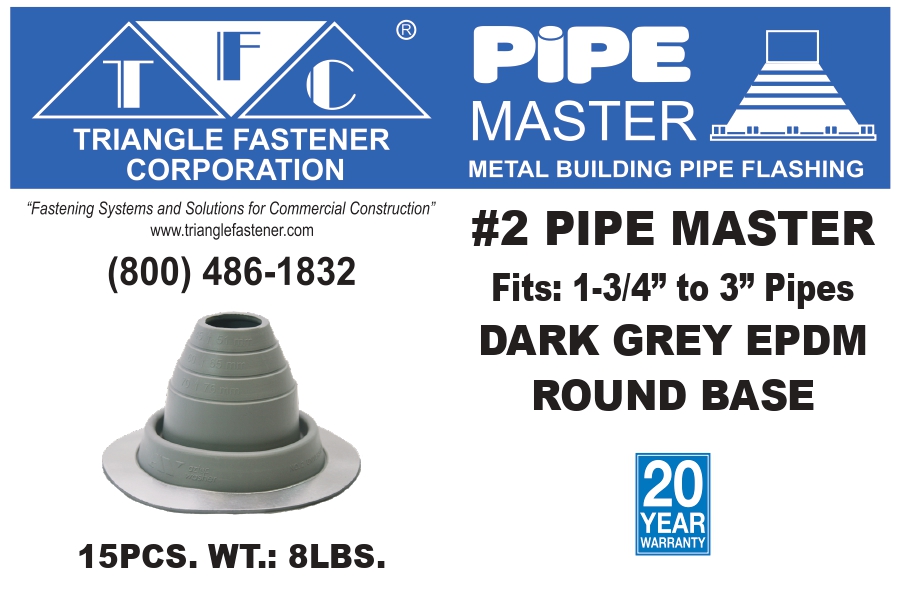 TFC ®
TRIANGLE FASTENER
CORPORATION
“Fastening Systems and Solutions for Commercial Construction”
www.trianglefastener.com
(800) 486-1832
15PCS. WT.: 8LBS.
PiPE
MASTER
METAL BUILDING PIPE FLASHING
#2 PIPE MASTER
Fits: 1-3/4” to 3” Pipes
DARK GREY EPDM
ROUND BASE
20
YEAR
WARRANTY